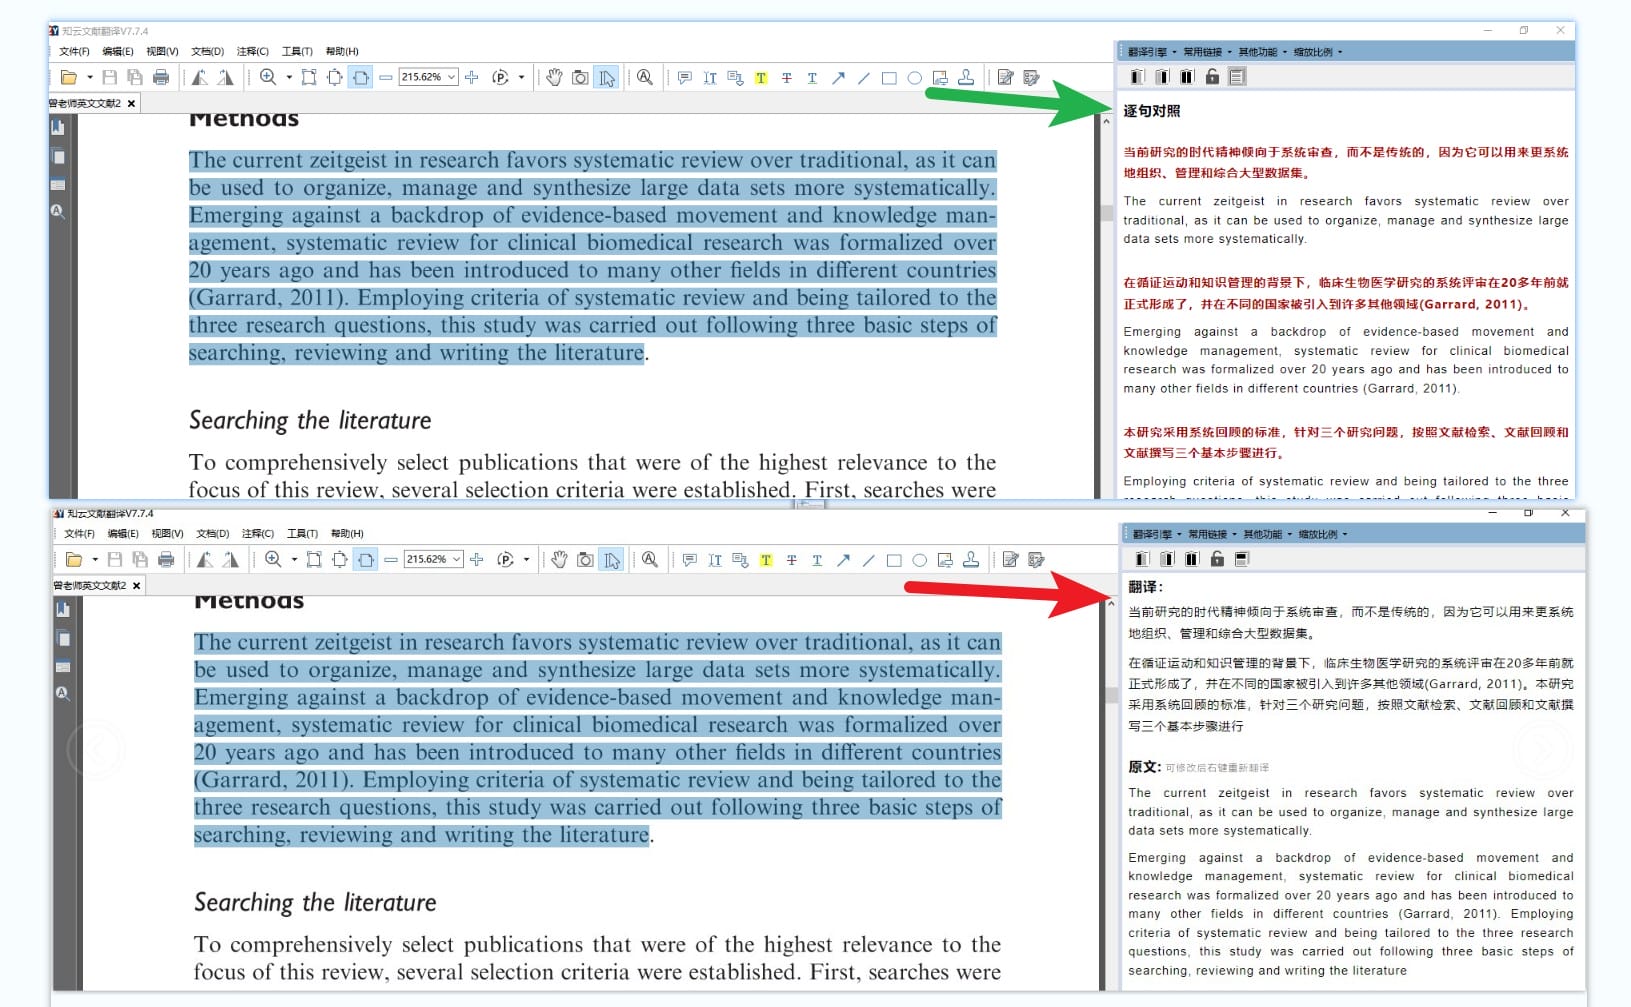 知云文献翻译V7.7.4
文件(F) 编辑(E) 视图(V) 文档(D) 注释(C) 工具(T) 帮助(H)
215.62%
曾老师英文文献2
Methods
The current zeitgeist in research favors systematic review over traditional, as it can
be used to organize, manage and synthesize large data sets more systematically.
Emerging against a backdrop of evidence-based movement and knowledge man-
agement, systematic review for clinical biomedical research was formalized over
20 years ago and has been introduced to many other fields in different countries
(Garrard, 2011). Employing criteria of systematic review and being tailored to the
three research questions, this study was carried out following three basic steps of
searching, reviewing and writing the literature.
Searching the literature
To comprehensively select publications that were of the highest relevance to the
focus of this review, several selection criteria were established. First, searches were
翻译引擎 常用链接 其他功能 缩放比例
逐句对照
当前研究的时代精神倾向于系统审查，而不是传统的，因为它可以用来更系统
地组织、管理和综合大型数据集。
The current zeitgeist in research favors systematic review over
traditional, as it can be used to organize, manage and synthesize large
data sets more systematically.
在循证运动和知识管理的背景下，临床生物医学研究的系统评审在20多年前就
正式形成了，并在不同的国家被引入到许多其他领域(Garrard, 2011)。
Emerging against a backdrop of evidence-based movement and
knowledge management, systematic review for clinical biomedical
research was formalized over 20 years ago and has been introduced to
many other fields in different countries (Garrard, 2011).
本研究采用系统回顾的标准，针对三个研究问题，按照文献检索、文献回顾和
文献撰写三个基本步骤进行。
Employing criteria of systematic review and being tailored to the three
research questions, this study was carried out following three basic
知云文献翻译V7.7.4
文件(F) 编辑(E) 视图(V) 文档(D) 注释(C) 工具(T) 帮助(H)
215.62%
曾老师英文文献2
Methods
The current zeitgeist in research favors systematic review over traditional, as it can
be used to organize, manage and synthesize large data sets more systematically.
Emerging against a backdrop of evidence-based movement and knowledge man-
agement, systematic review for clinical biomedical research was formalized over
20 years ago and has been introduced to many other fields in different countries
(Garrard, 2011). Employing criteria of systematic review and being tailored to the
three research questions, this study was carried out following three basic steps of
searching, reviewing and writing the literature.
Searching the literature
To comprehensively select publications that were of the highest relevance to the
focus of this review, several selection criteria were established. First, searches were
翻译引擎 常用链接 其他功能 缩放比例
翻译：
当前研究的时代精神倾向于系统审查，而不是传统的，因为它可以用来更系统
地组织、管理和综合大型数据集。
在循证运动和知识管理的背景下，临床生物医学研究的系统评审在20多年前就
正式形成了，并在不同的国家被引入到许多其他领域(Garrard, 2011)。本研究
采用系统回顾的标准，针对三个研究问题，按照文献检索、文献回顾和文献撰
写三个基本步骤进行
原文: 可修改后右键重新翻译
The current zeitgeist in research favors systematic review over
traditional, as it can be used to organize, manage and synthesize large
data sets more systematically.
Emerging against a backdrop of evidence-based movement and
knowledge management, systematic review for clinical biomedical
research was formalized over 20 years ago and has been introduced to
many other fields in different countries (Garrard, 2011). Employing
criteria of systematic review and being tailored to the three research
questions, this study was carried out following three basic steps of
searching, reviewing and writing the literature